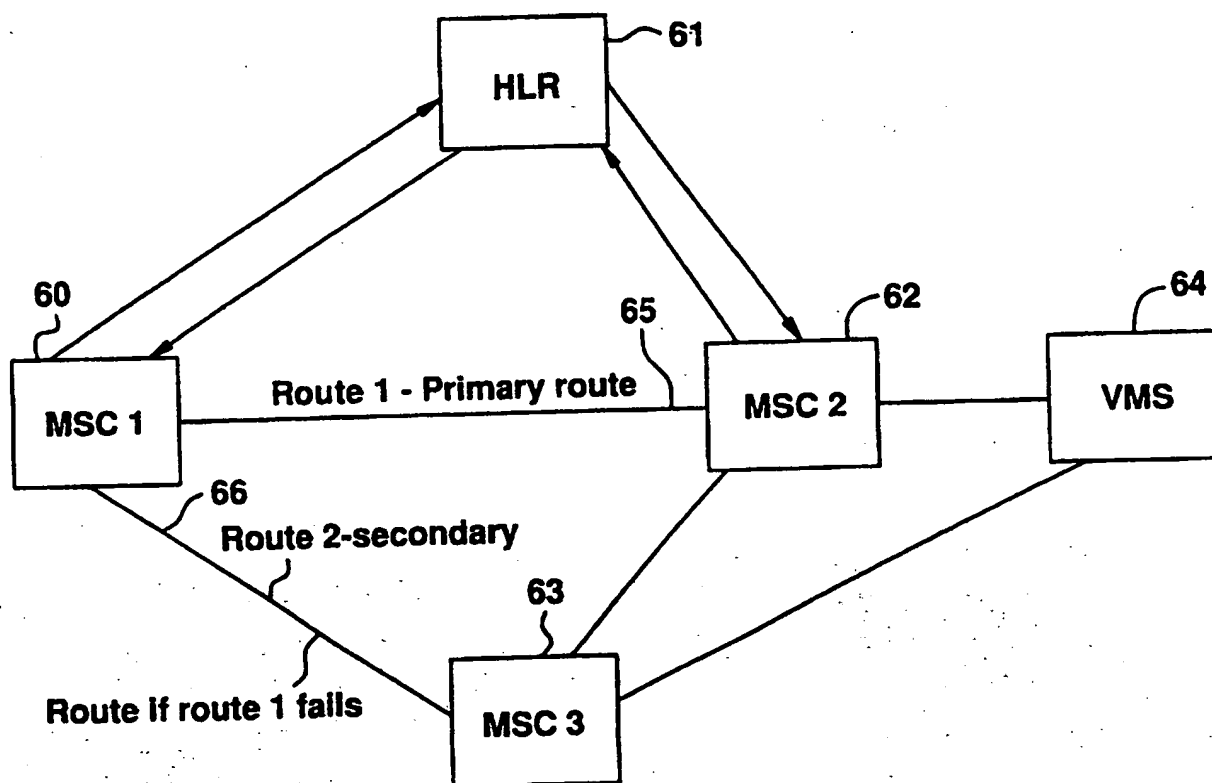 61
HLR
60
62
64
65
MSC 1
Route 1 - Primary route
MSC 2
VMS
66
Route 2-secondary
63
Route if route 1 fails
MSC 3